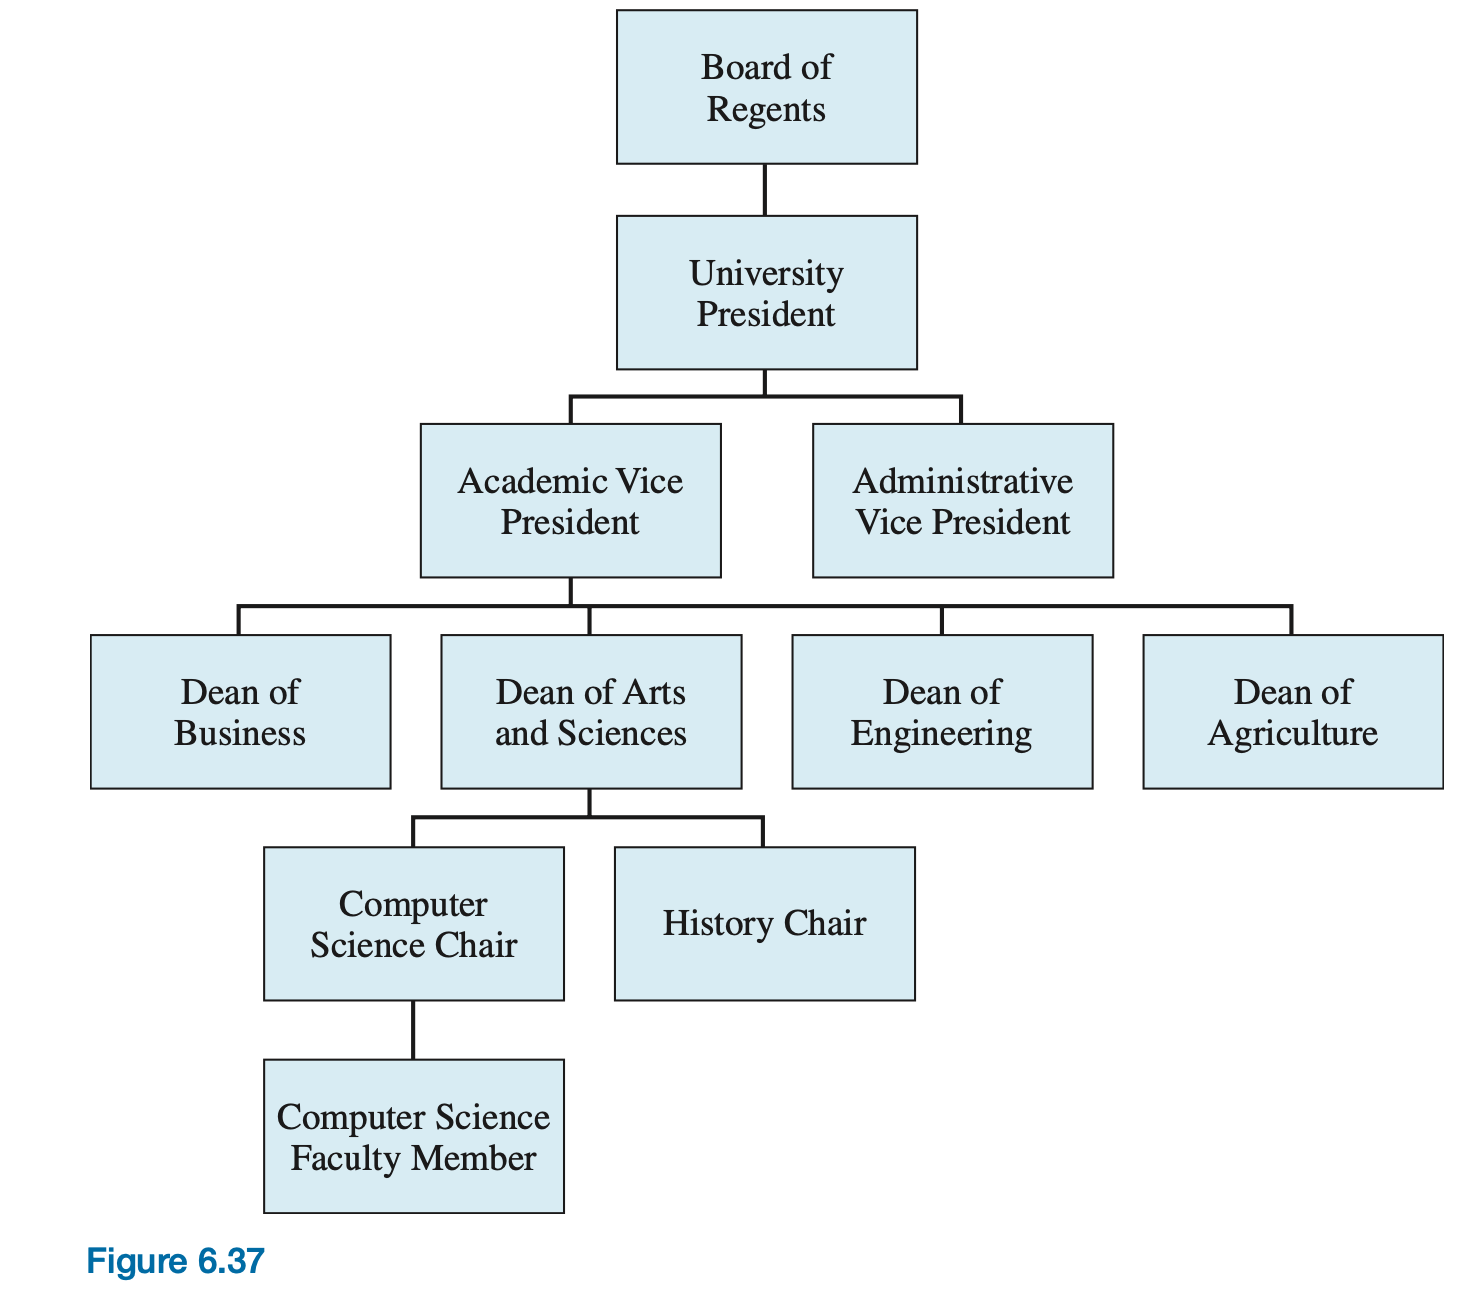 Board of
Regents
University
President
Academic Vice
President
Administrative
Vice President
Dean of
Business
Dean of Arts
and Sciences
Dean of
Engineering
Dean of
Agriculture
Computer
Science Chair
History Chair
Computer Science
Faculty Member
Figure 6.37